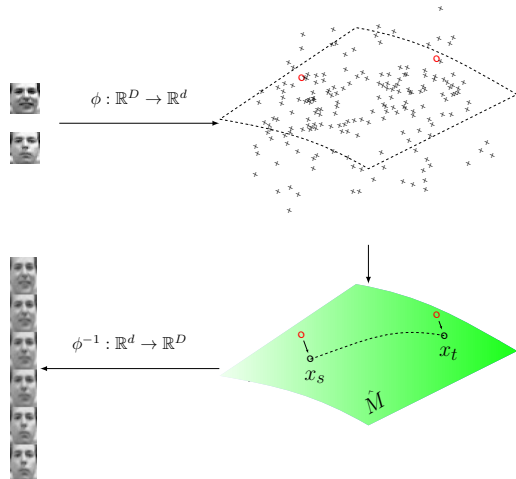 ϕ : ℝ^D → ℝ^d
ϕ^{-1} : ℝ^d → ℝ^D
x_s
x_t
M̂